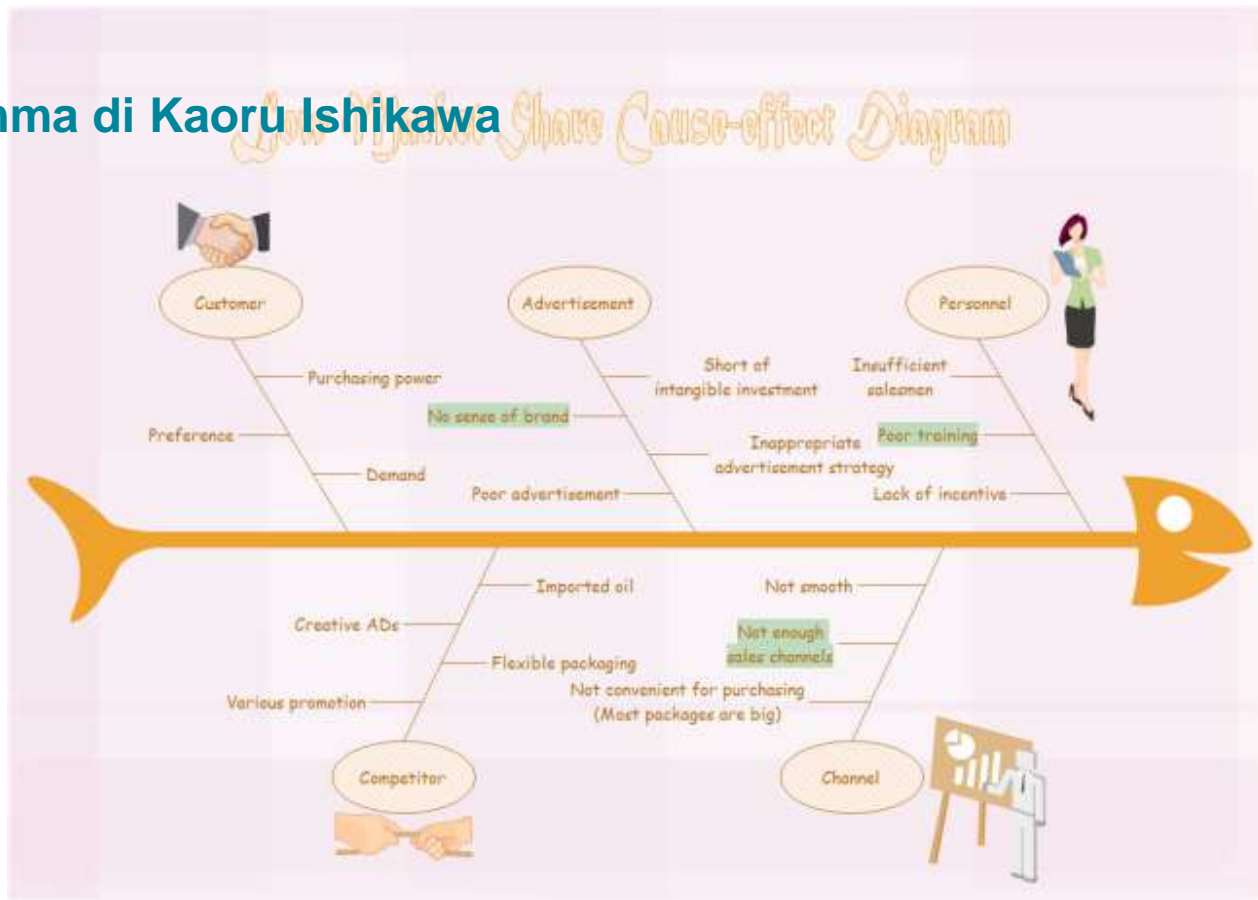 mma di Kaoru Ishikawa
Low Market Share Cause-effect Diagram
Customer
Advertisement
Personnel
Purchasing power
Preference
Demand
Short of
intangible investment
No sense of brand
Inappropriate
advertisement strategy
Poor advertisement
Insufficient
salesmen
Poor training
Lack of incentive
Imported oil
Creative ADs
Flexible packaging
Various promotion
Not smooth
Not enough
sales channels
Not convenient for purchasing
(Most packages are big)
Competitor
Channel